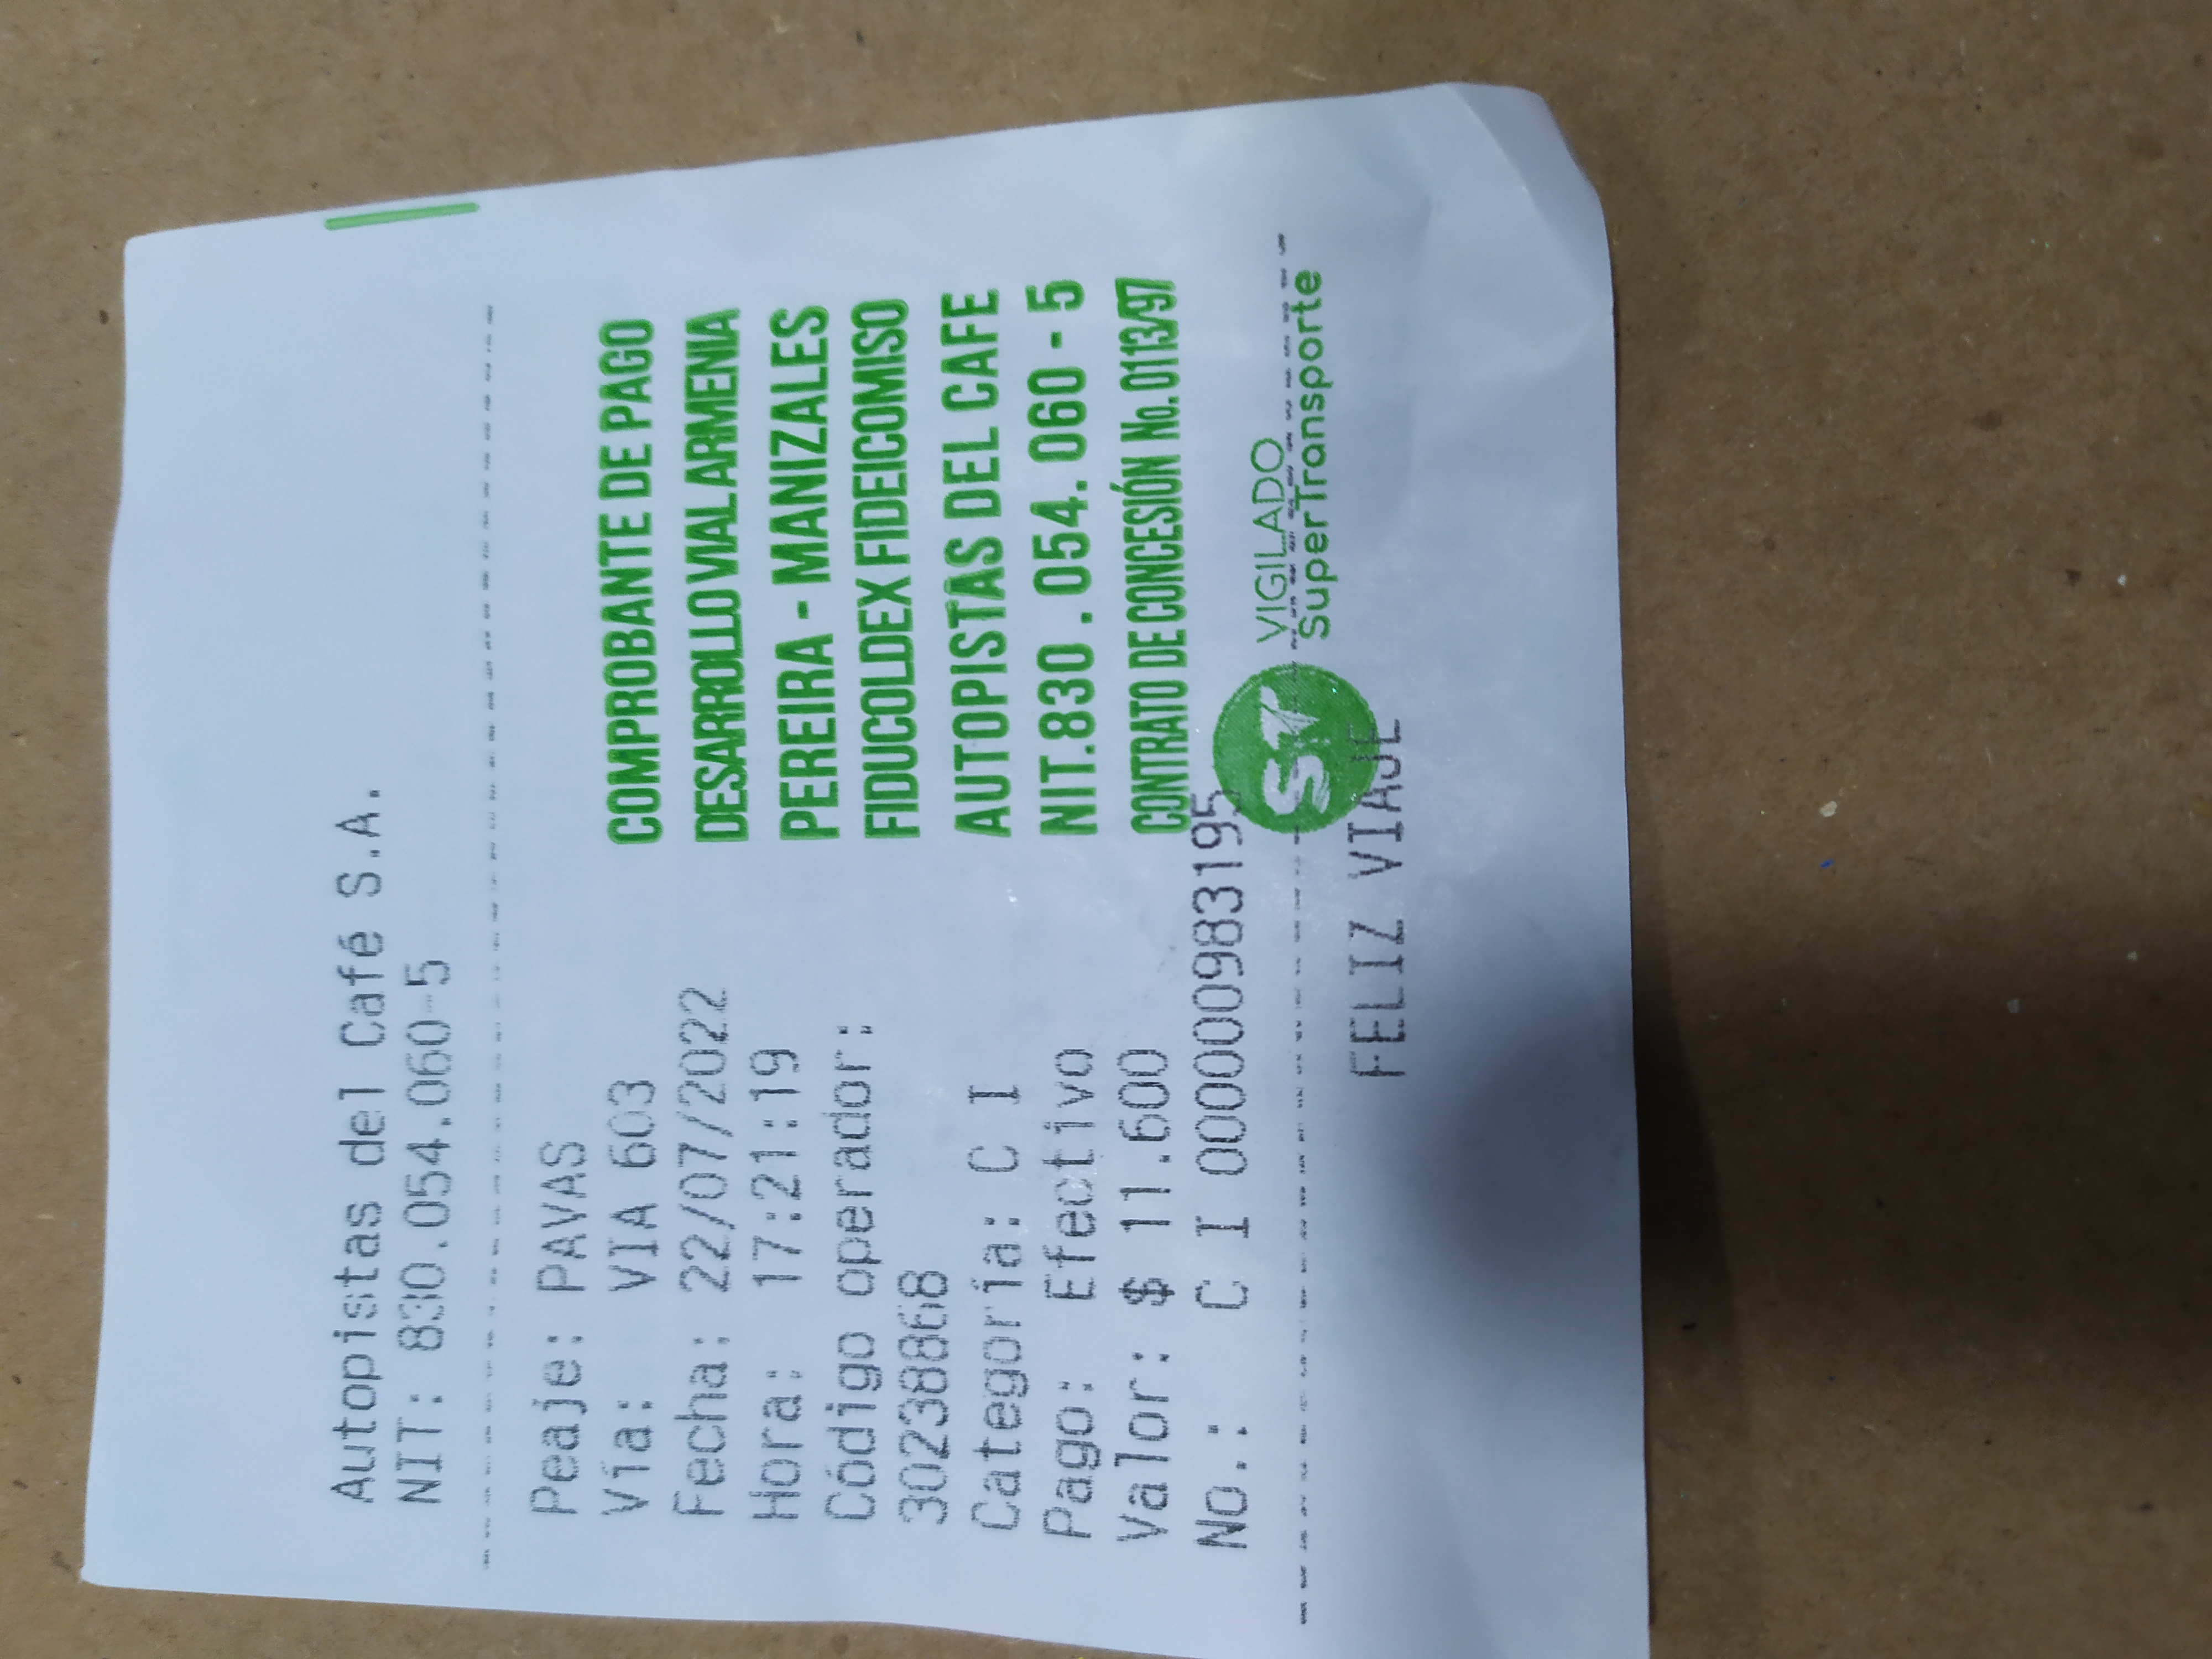 Autopistas del Café S.A.
NIT: 830.054.060-5
Peaje: PAVAS
Vía: VIA 603
Fecha: 22/07/2022
Hora: 17:21:19
Código operador:
30238868
Categoría: C I
Pago: Efectivo
Valor: $ 11.600
No.: C I 00000983195
FELIZ VIAJE
COMPROBANTE DE PAGO
DESARROLLO VIAL ARMENIA
PEREIRA - MANIZALES
FIDUCOLDEX FIDEICOMISO
AUTOPISTAS DEL CAFE
NIT.830.054.060-5
CONTRATO DE CONCESIÓN No. 0113/97
ST
VIGILADO
SuperTransporte